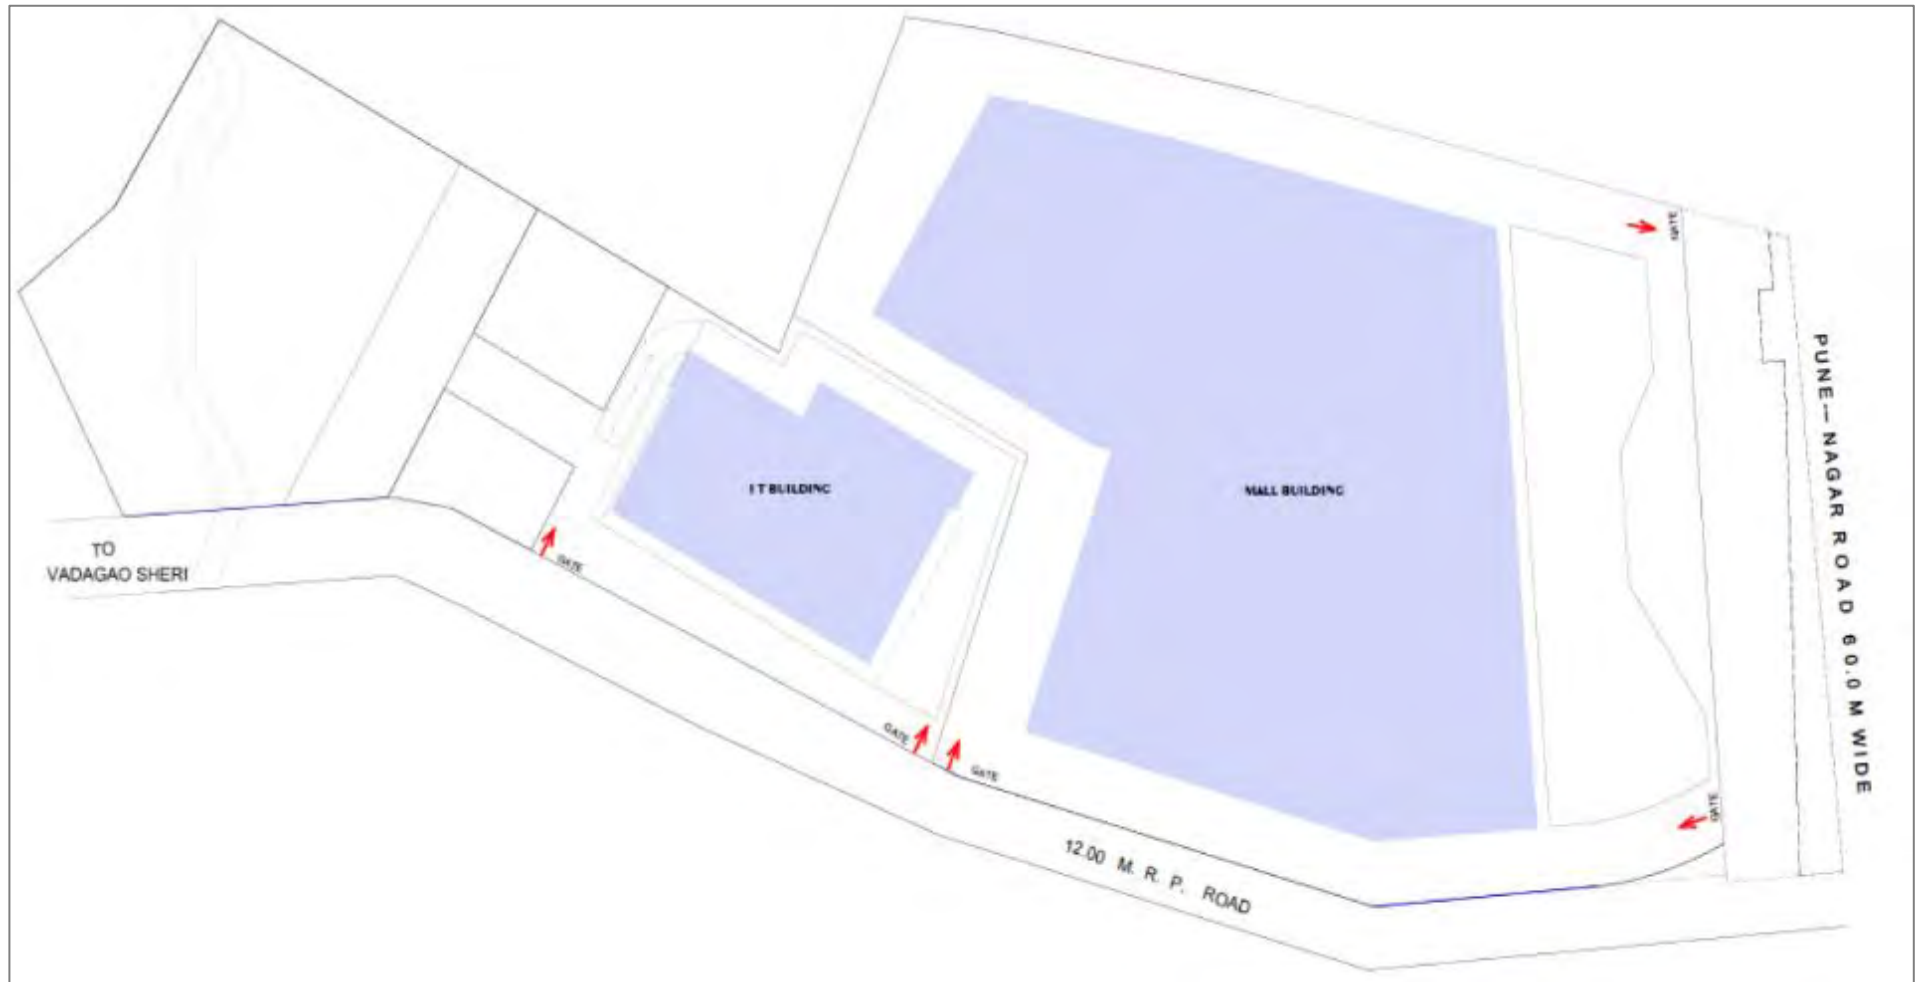 GATE
PUNE — NAGAR ROAD 60.0 M WIDE
I T BUILDING
MALL BUILDING
TO
VADAGAO SHERI
GATE
GATE
GATE
GATE
12.00 M. R. P. ROAD